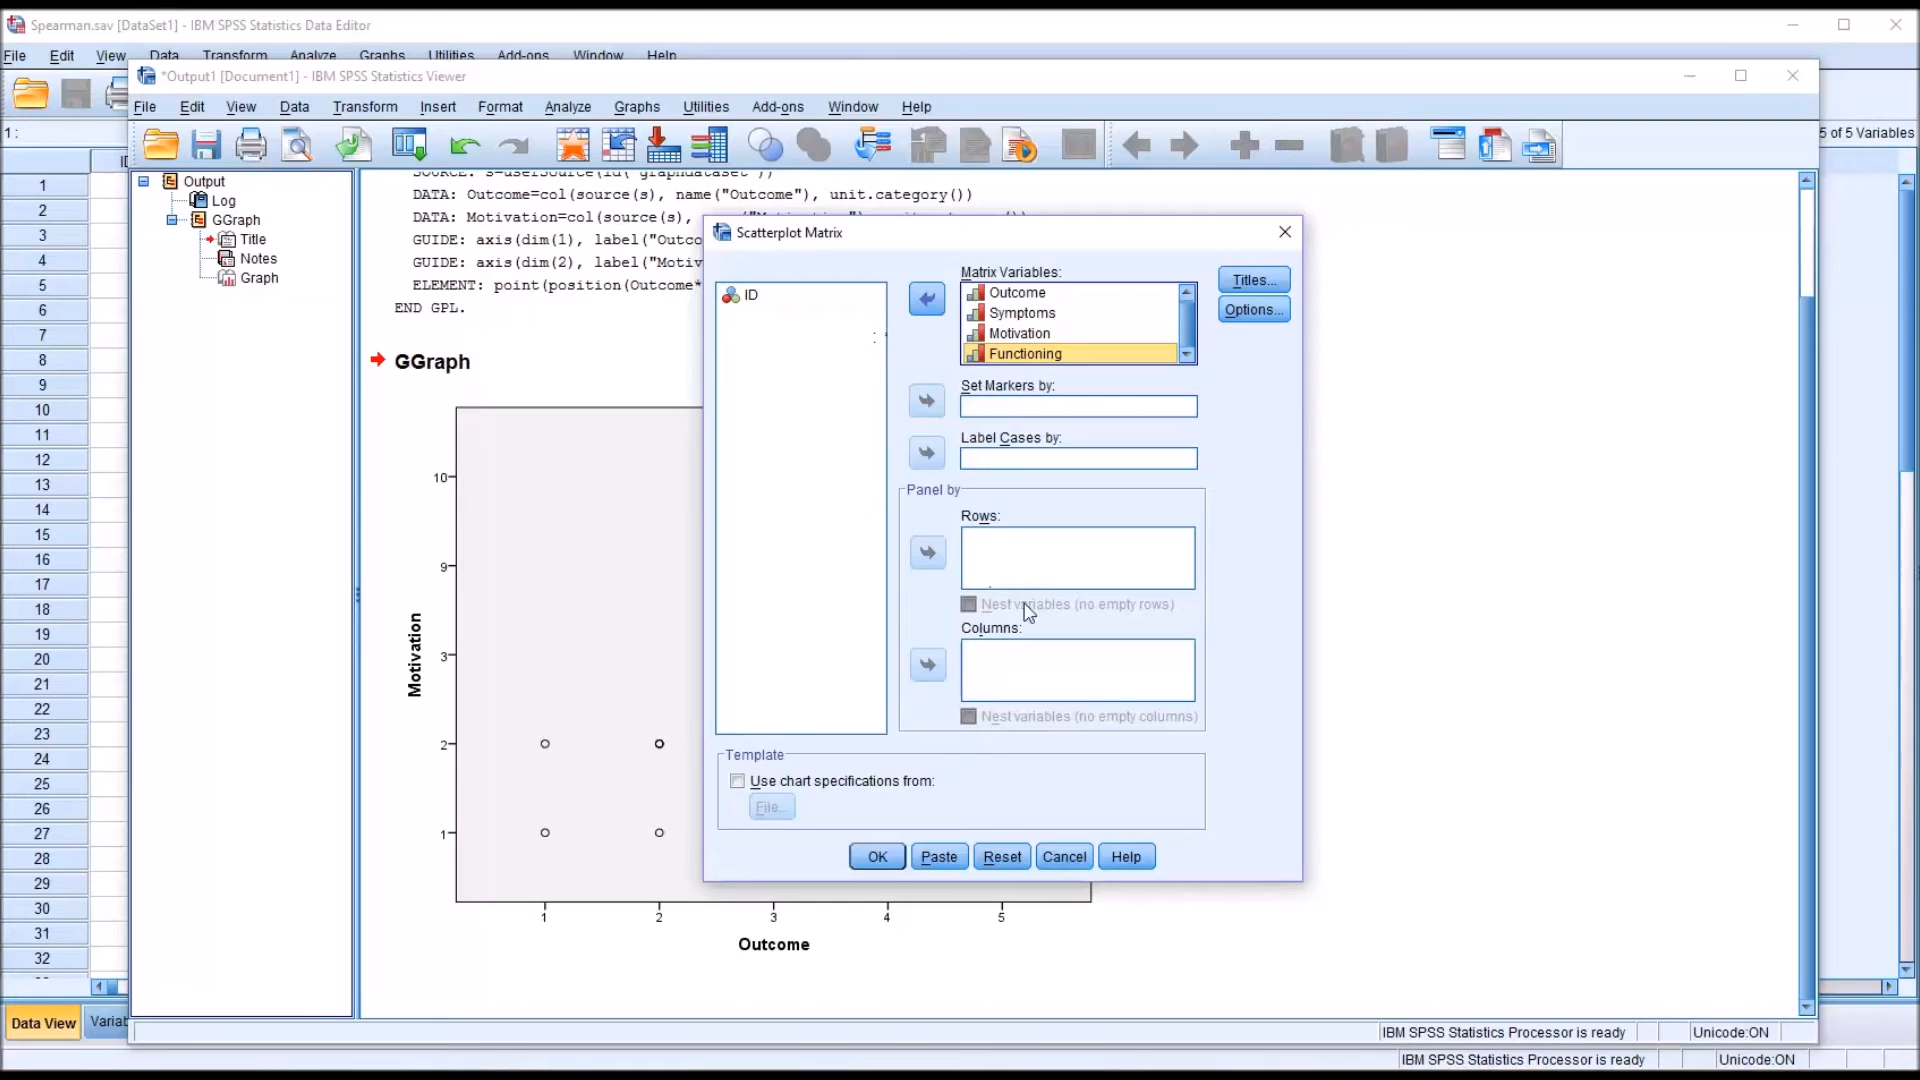 Spearman.sav [DataSet1] - IBM SPSS Statistics Data Editor
File Edit View Data Transform Analyze Graphs Utilities Add-ons Window Help
*Output1 [Document1] - IBM SPSS Statistics Viewer
File Edit View Data Transform Insert Format Analyze Graphs Utilities Add-ons Window Help
1 :
5 of 5 Variables
1
2
3
4
5
6
7
8
9
10
11
12
13
14
15
16
17
18
19
20
21
22
23
24
25
26
27
28
29
30
31
32
Data View
Output
Log
GGraph
Title
Notes
Graph
SOURCE: s=userSource(id("graphdataset"))
DATA: Outcome=col(source(s), name("Outcome"), unit.category())
DATA: Motivation=col(source(s),
GUIDE: axis(dim(1), label("Outco
GUIDE: axis(dim(2), label("Motiv
ELEMENT: point(position(Outcome*
END GPL.
GGraph
Motivation
10
9
3
2
1
1 2 3 4 5
Outcome
Scatterplot Matrix
ID
Matrix Variables:
Outcome
Symptoms
Motivation
Functioning
Titles...
Options...
Set Markers by:
Label Cases by:
Panel by
Rows:
Nest variables (no empty rows)
Columns:
Nest variables (no empty columns)
Template
Use chart specifications from:
File...
OK Paste Reset Cancel Help
IBM SPSS Statistics Processor is ready Unicode:ON
IBM SPSS Statistics Processor is ready Unicode:ON